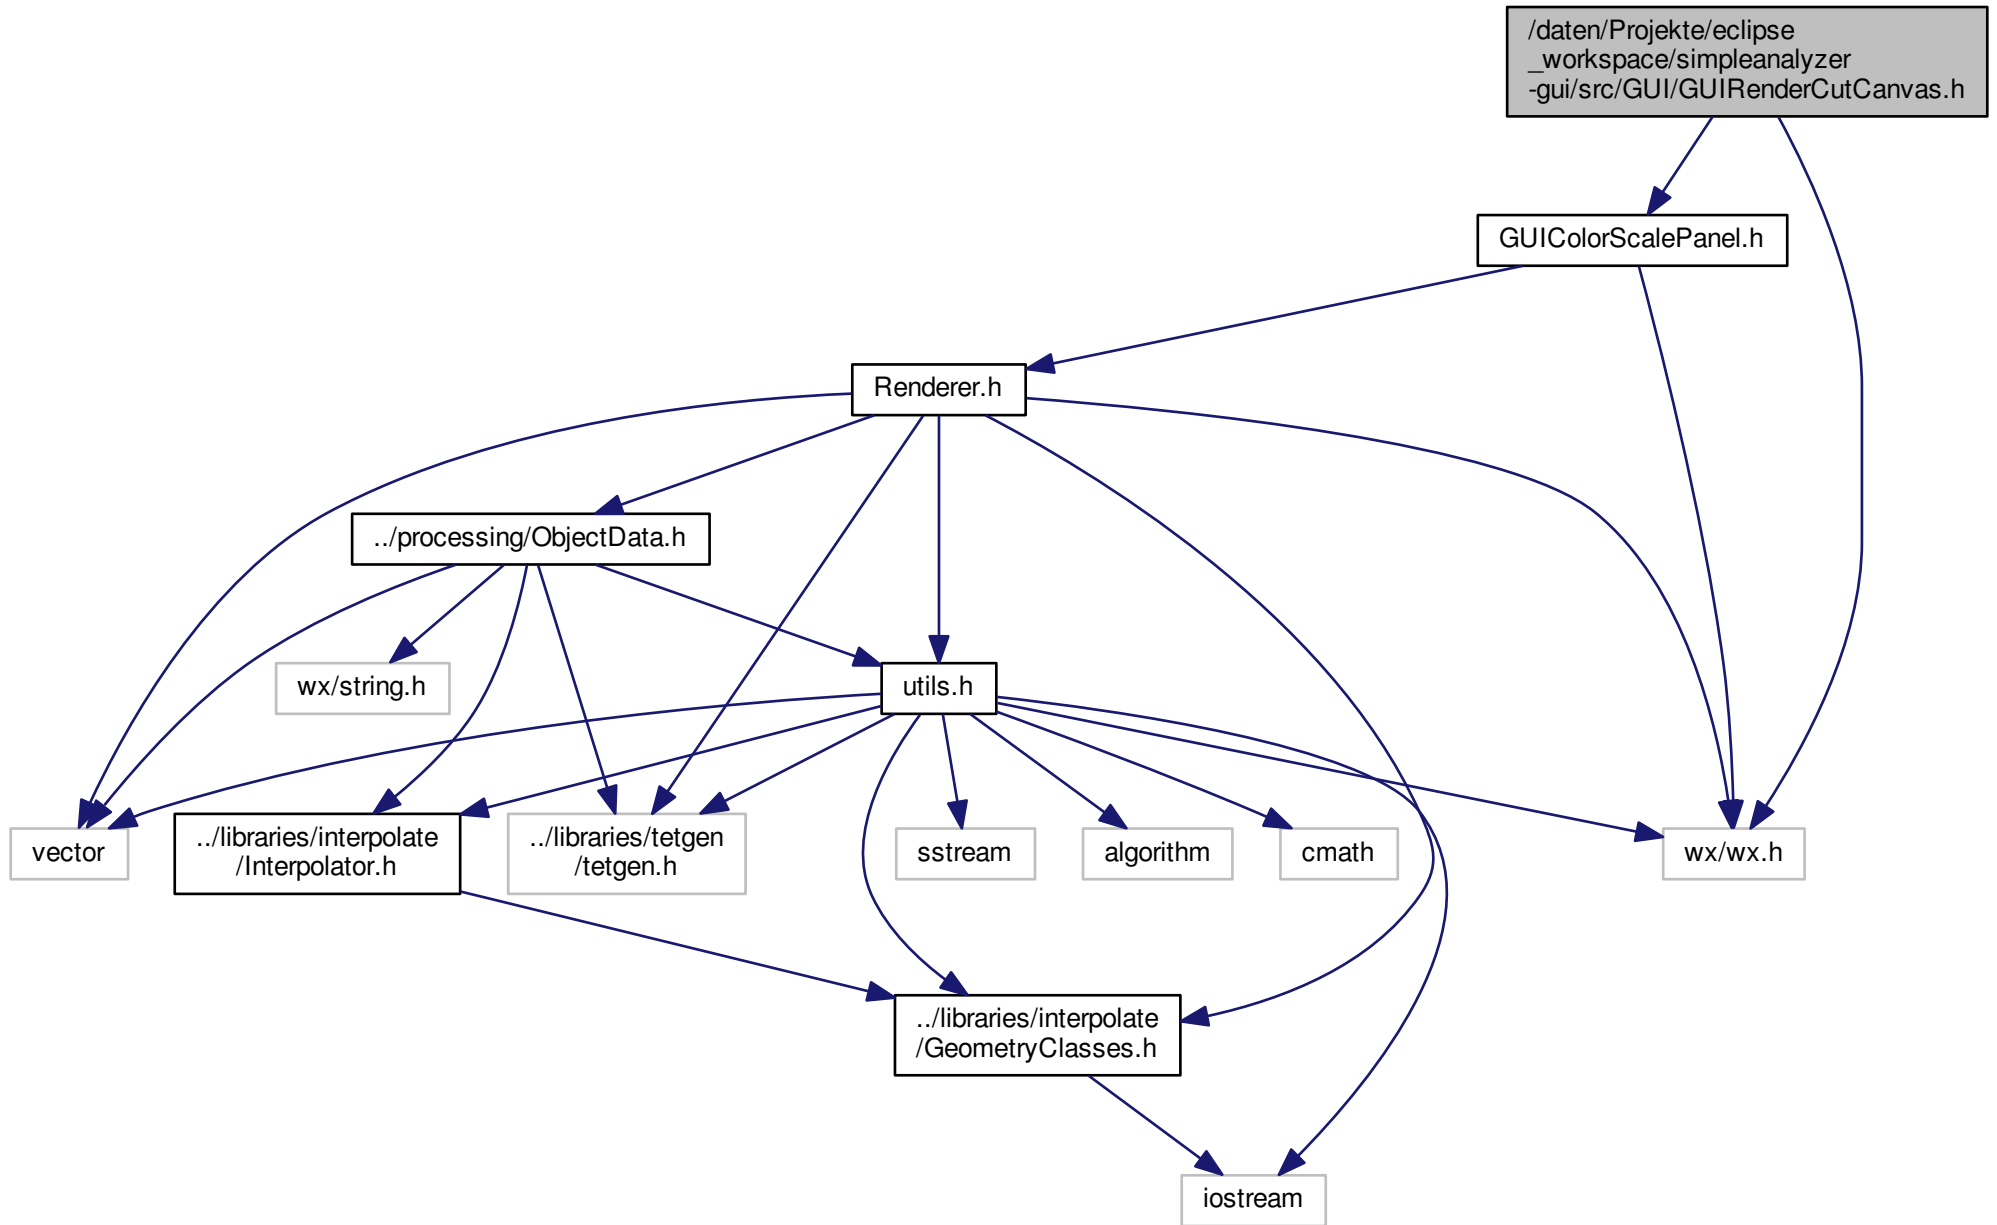 /daten/Projekte/eclipse
_workspace/simpleanalyzer
-gui/src/GUI/GUIRenderCutCanvas.h
GUIColorScalePanel.h
Renderer.h
../processing/ObjectData.h
wx/string.h
utils.h
vector
../libraries/interpolate
/Interpolator.h
../libraries/tetgen
/tetgen.h
sstream
algorithm
cmath
wx/wx.h
../libraries/interpolate
/GeometryClasses.h
iostream